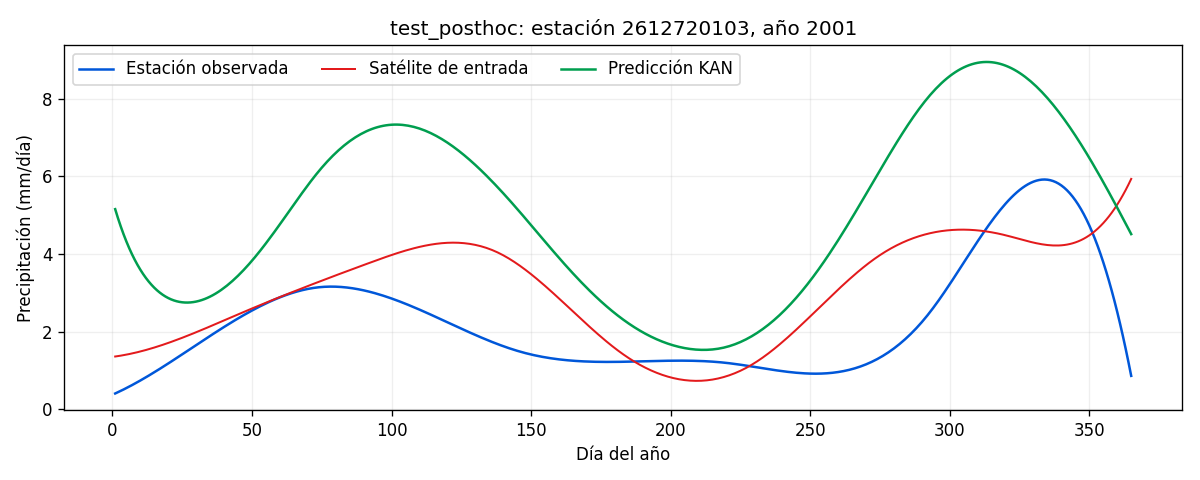 test_posthoc: estación 2612720103, año 2001
Estación observada
Satélite de entrada
Predicción KAN
Precipitación (mm/día)
8
6
4
2
0
0 50 100 150 200 250 300 350
Día del año